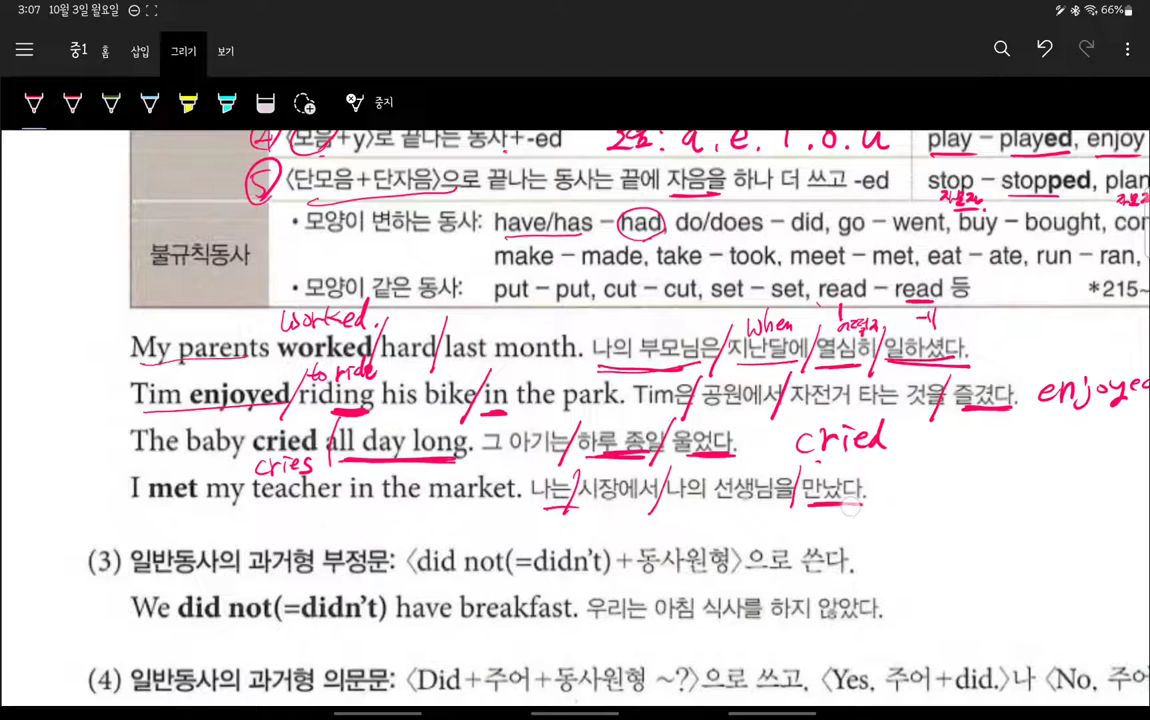 3:07 10월 3일 월요일 66%
중1 홈 삽입 그리기 보기
중지
④ 〈모음+y〉로 끝나는 동사+-ed 모음: a, e, i, o, u play – played, enjoy
⑤ 〈단모음+단자음〉으로 끝나는 동사는 끝에 자음을 하나 더 쓰고 -ed stop – stopped, plan
불규칙동사
• 모양이 변하는 동사: have/has – had, do/does – did, go – went, buy – bought, con
make – made, take – took, meet – met, eat – ate, run – ran,
• 모양이 같은 동사: put – put, cut – cut, set – set, read – read 등 *215~
worked. when 어떻게
My parents worked/hard/last month. 나의 부모님은/지난달에/열심히/일하셨다.
to ride
Tim enjoyed/riding his bike/in the park. Tim은/공원에서/자전거 타는 것을/즐겼다. enjoyed
The baby cried/all day long. 그 아기는/하루 종일/울었다. cried
cries
I met my teacher in the market. 나는/시장에서/나의 선생님을/만났다.
(3) 일반동사의 과거형 부정문: 〈did not(=didn't)+동사원형〉으로 쓴다.
We did not(=didn't) have breakfast. 우리는 아침 식사를 하지 않았다.
(4) 일반동사의 과거형 의문문: 〈Did+주어+동사원형 ~?〉으로 쓰고, 〈Yes, 주어+did.〉나 〈No, 주어